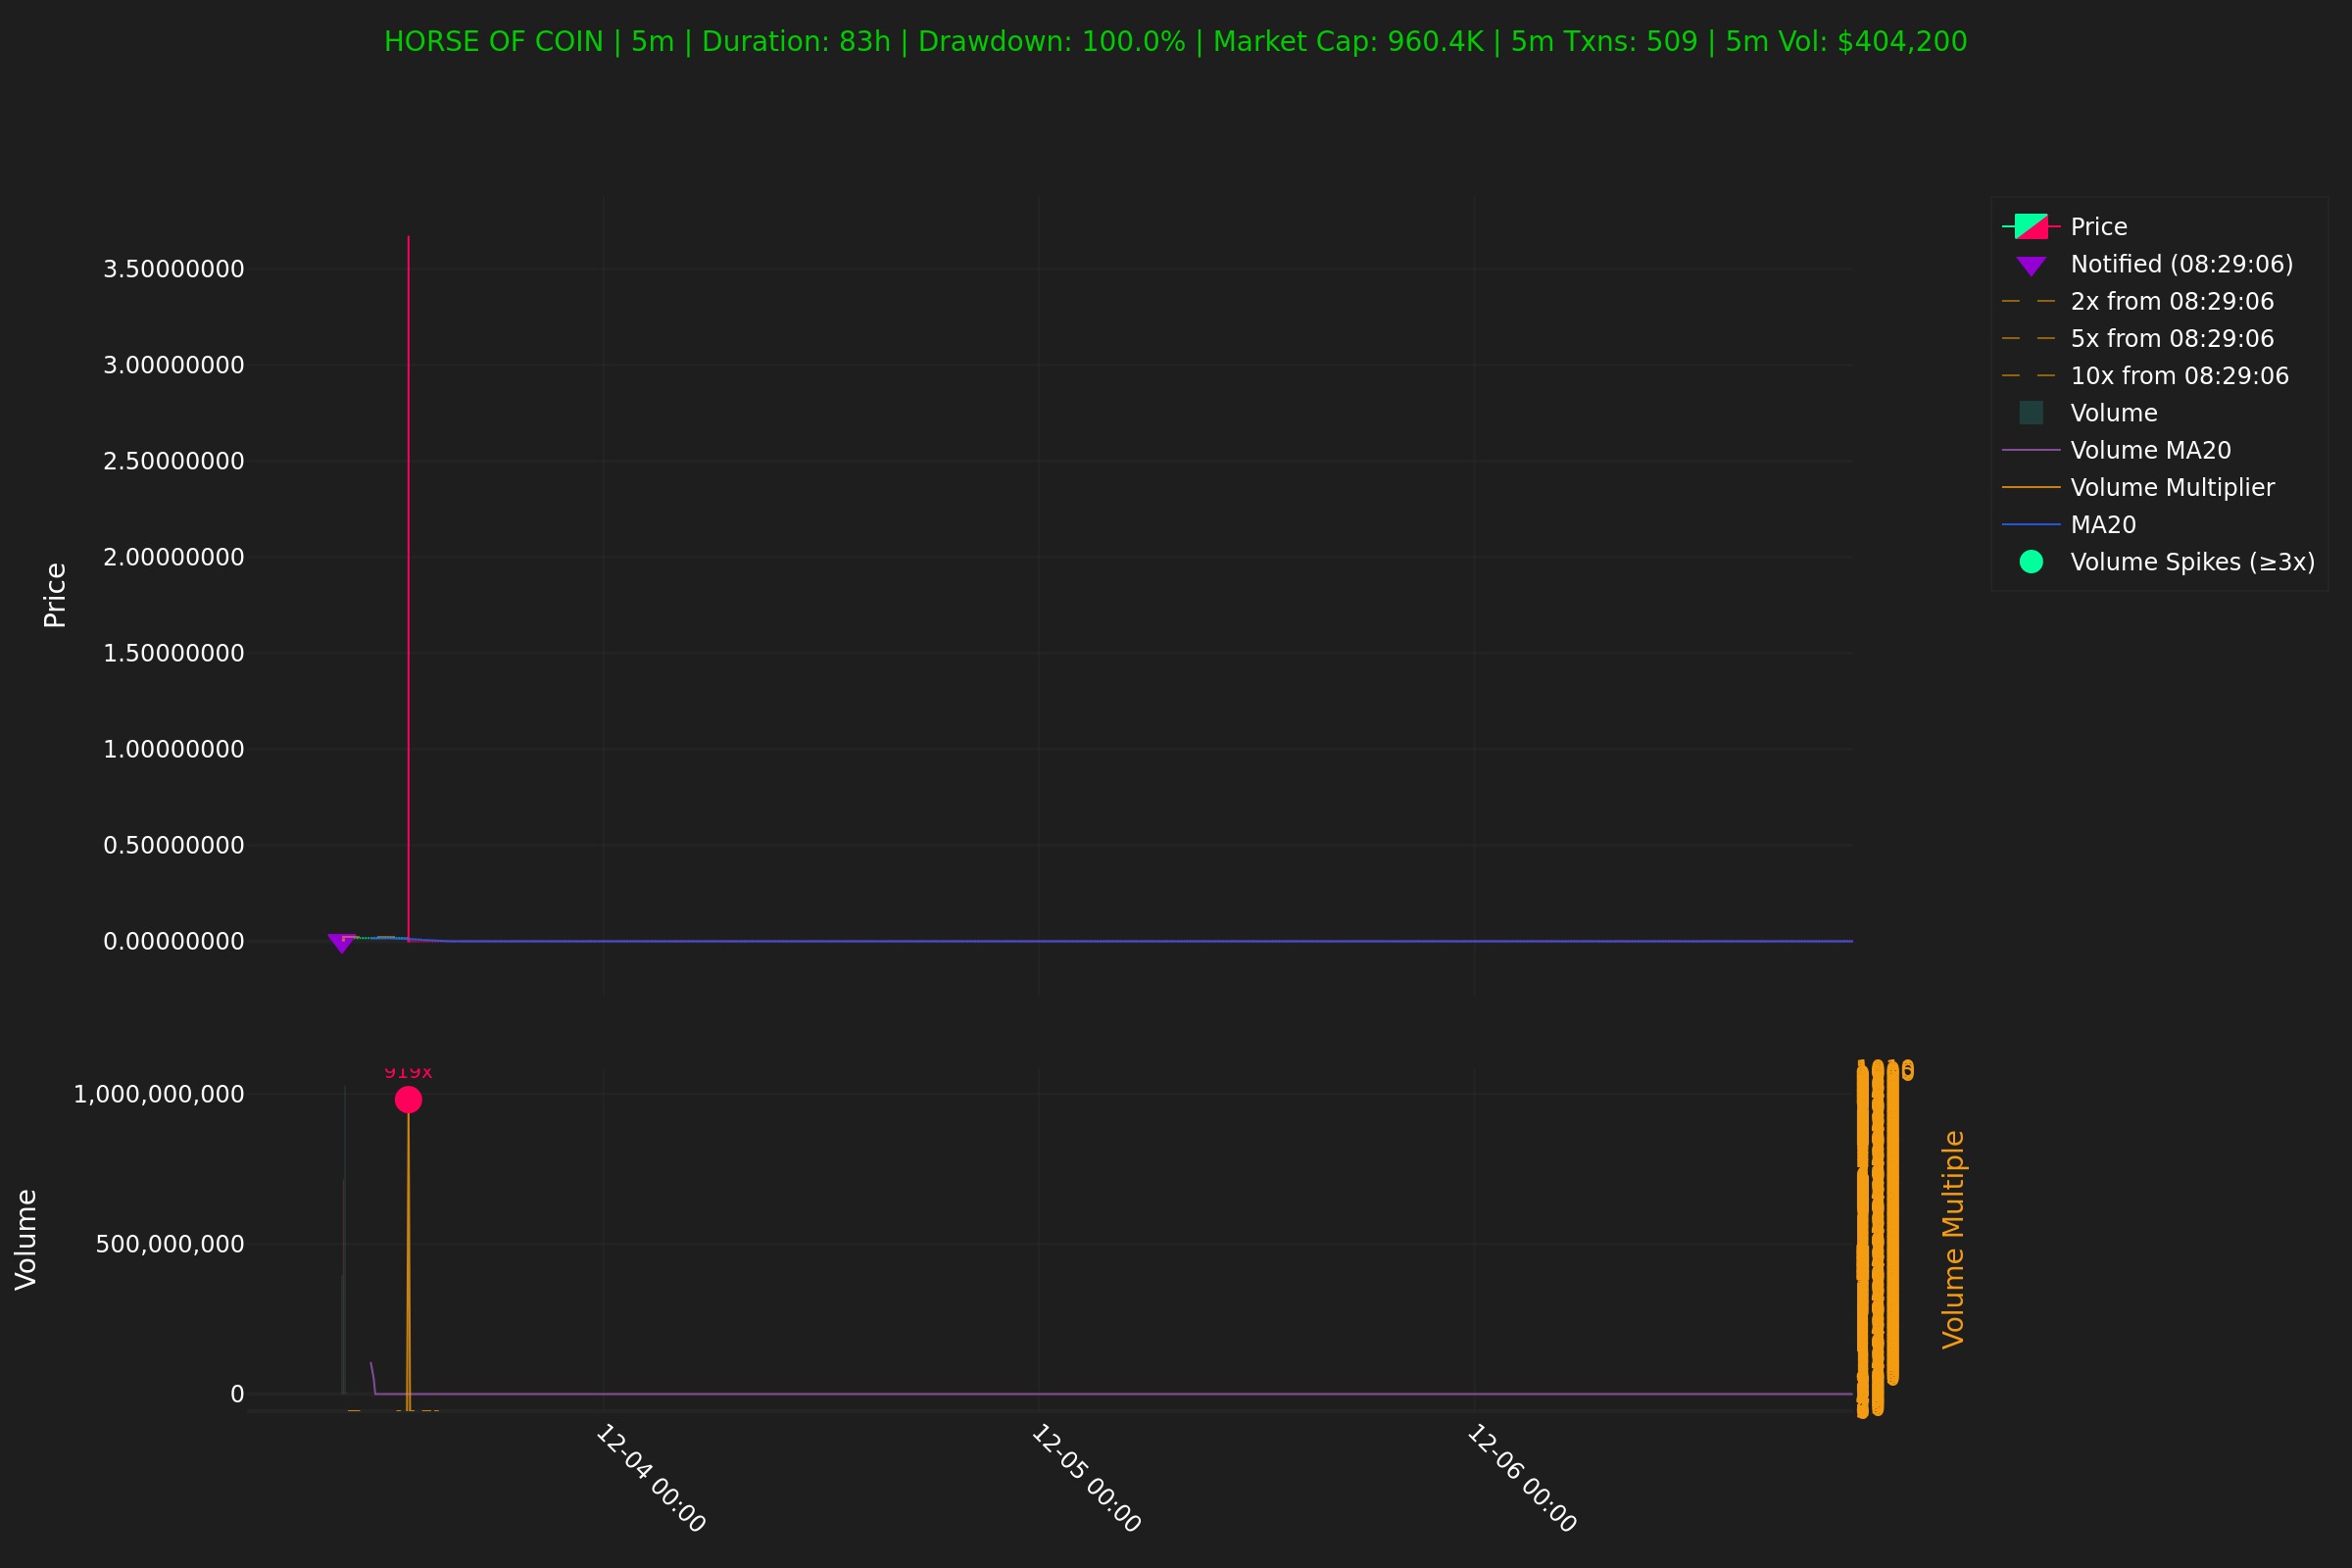 HORSE OF COIN | 5m | Duration: 83h | Drawdown: 100.0% | Market Cap: 960.4K | 5m Txns: 509 | 5m Vol: $404,200
Price
3.50000000
3.00000000
2.50000000
2.00000000
1.50000000
1.00000000
0.50000000
0.00000000
Price
Notified (08:29:06)
2x from 08:29:06
5x from 08:29:06
10x from 08:29:06
Volume
Volume MA20
Volume Multiplier
MA20
Volume Spikes (≥3x)
919x
Volume
1,000,000,000
500,000,000
0
Volume Multiple
12-04 00:00
12-05 00:00
12-06 00:00